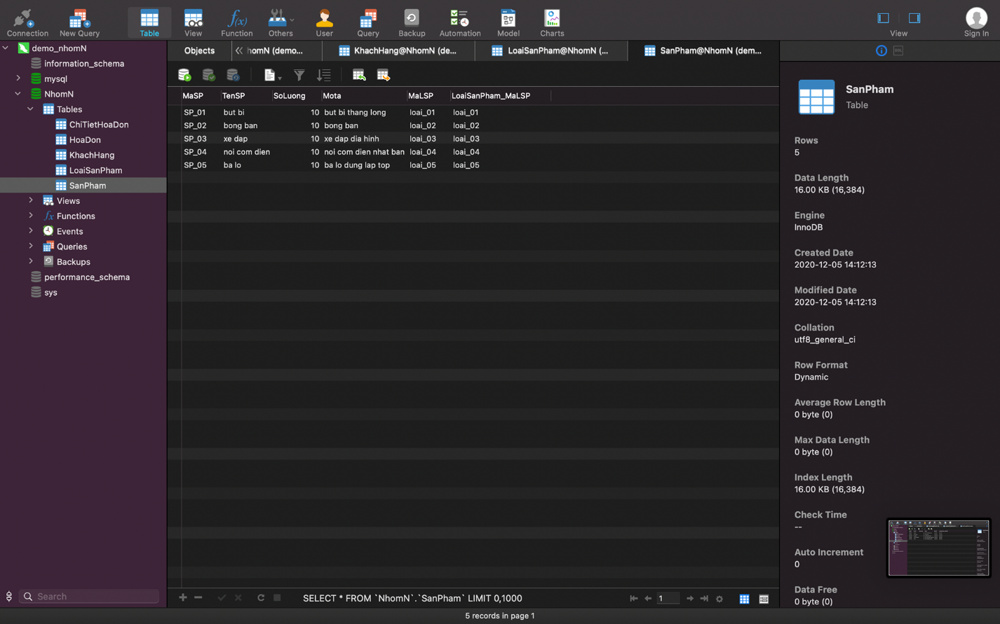 Connection
New Query
Table
View
Function
Others
User
Query
Backup
Automation
Model
Charts
View
Sign In
demo_nhomN
information_schema
mysql
NhomN
Tables
ChiTietHoaDon
HoaDon
KhachHang
LoaiSanPham
SanPham
Views
Functions
Events
Queries
Backups
performance_schema
sys
Search
Objects
homN (demo...
KhachHang@NhomN (de...
LoaiSanPham@NhomN (...
SanPham@NhomN (dem...
MaSP TenSP SoLuong Mota MaLSP LoaiSanPham_MaLSP
SP_01 but bi 10 but bi thang long loai_01 loai_01
SP_02 bong ban 10 bong ban loai_02 loai_02
SP_03 xe dap 10 xe dap dia hinh loai_03 loai_03
SP_04 noi com dien 10 noi com dien nhat ban loai_04 loai_04
SP_05 ba lo 10 ba lo dung lap top loai_05 loai_05
SELECT * FROM `NhomN`.`SanPham` LIMIT 0,1000
1
5 records in page 1
SanPham
Table
Rows
5
Data Length
16.00 KB (16,384)
Engine
InnoDB
Created Date
2020-12-05 14:12:13
Modified Date
2020-12-05 14:12:13
Collation
utf8_general_ci
Row Format
Dynamic
Average Row Length
0 byte (0)
Max Data Length
0 byte (0)
Index Length
16.00 KB (16,384)
Check Time
--
Auto Increment
0
Data Free
0 byte (0)